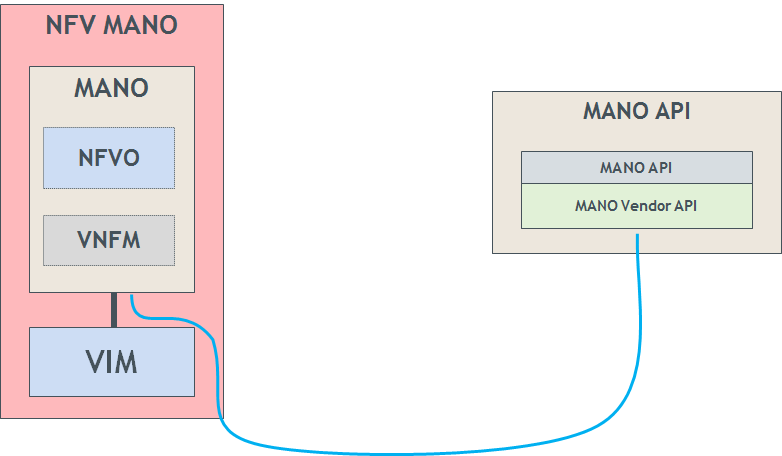 NFV MANO
MANO
NFVO
VNFM
VIM
MANO API
MANO API
MANO Vendor API